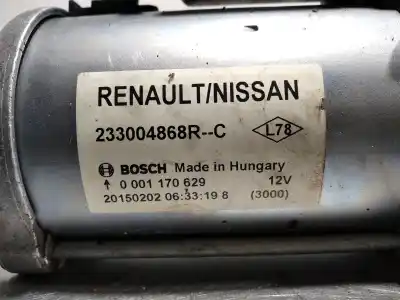 RENAULT/NISSAN
233004868R--C L78
BOSCH Made in Hungary
↑ 0 001 170 629 12V
20150202 06:33:19 8 (3000)